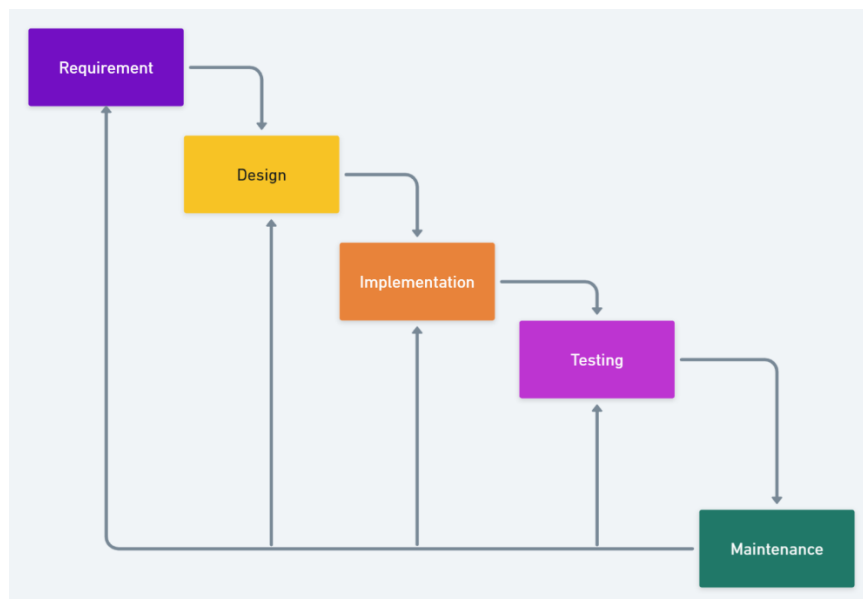 Requirement
Design
Implementation
Testing
Maintenance